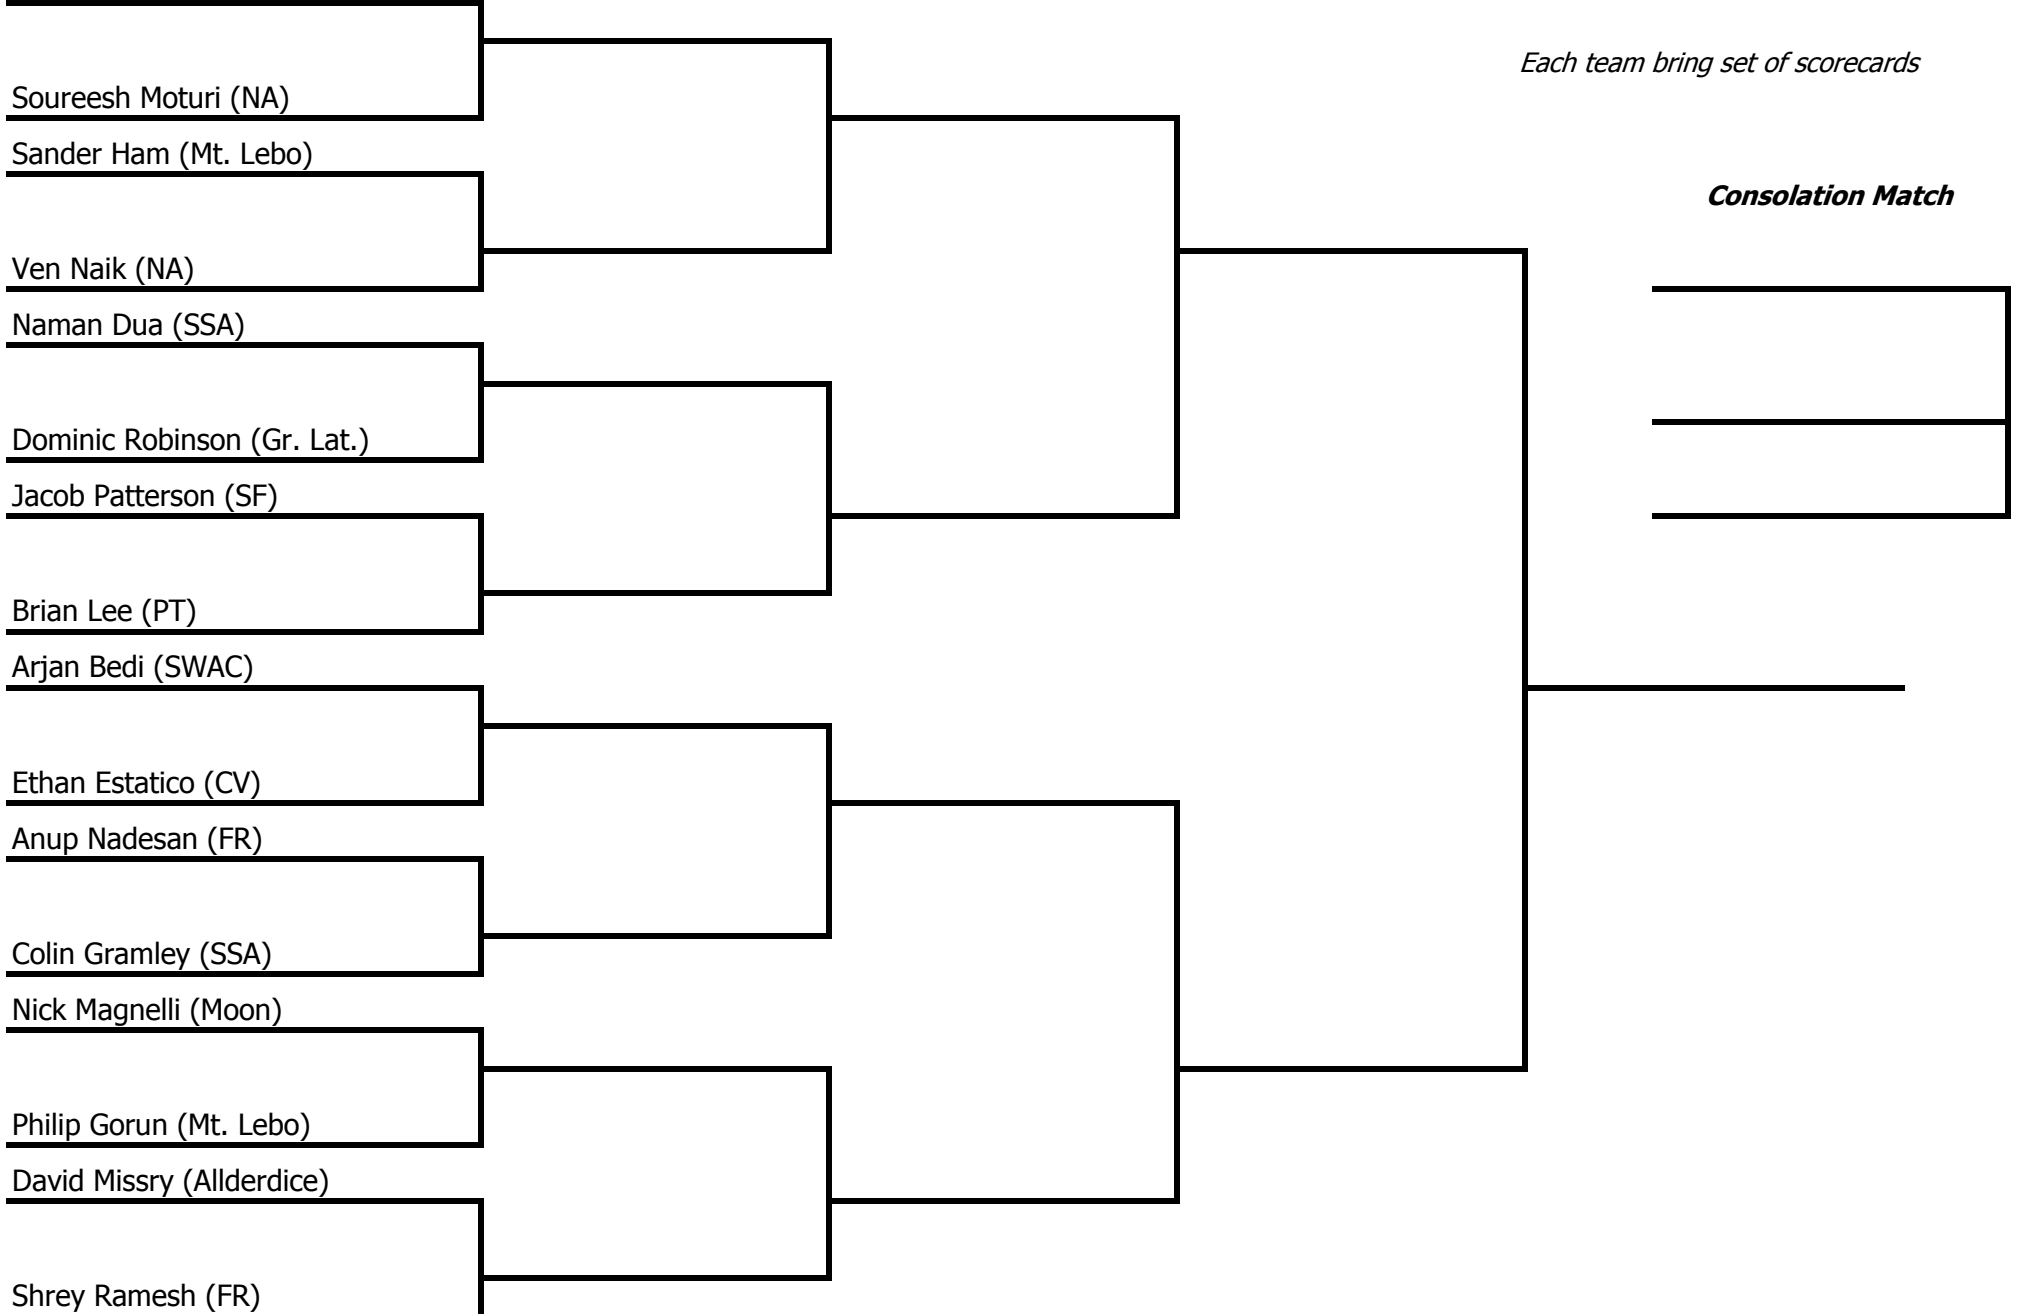 Each team bring set of scorecards
Soureesh Moturi (NA)
Sander Ham (Mt. Lebo)
Consolation Match
Ven Naik (NA)
Naman Dua (SSA)
Dominic Robinson (Gr. Lat.)
Jacob Patterson (SF)
Brian Lee (PT)
Arjan Bedi (SWAC)
Ethan Estatico (CV)
Anup Nadesan (FR)
Colin Gramley (SSA)
Nick Magnelli (Moon)
Philip Gorun (Mt. Lebo)
David Missry (Allderdice)
Shrey Ramesh (FR)